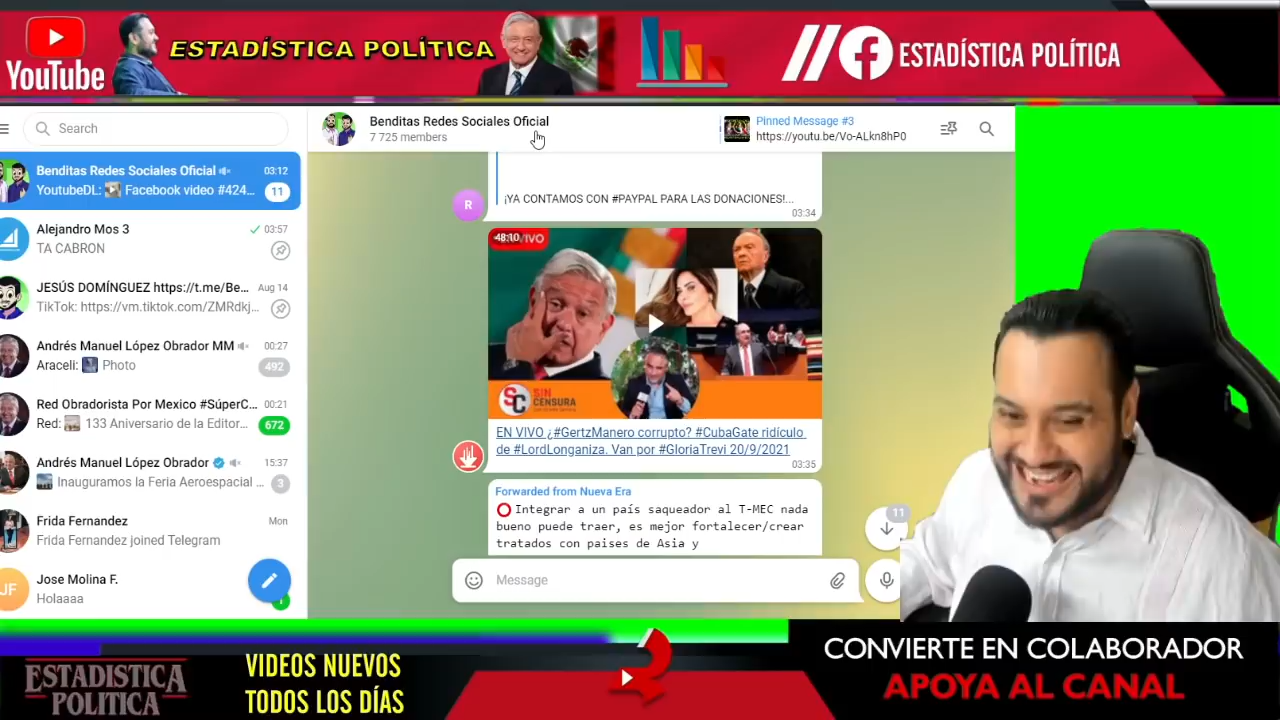 YouTube
ESTADÍSTICA POLÍTICA
ESTADÍSTICA POLÍTICA
Search
Benditas Redes Sociales Oficial
03:12
YoutubeDL: Facebook video #424...
11
Alejandro Mos 3
03:57
TA CABRON
JESÚS DOMÍNGUEZ https://t.me/Be...
Aug 14
TikTok: https://vm.tiktok.com/ZMRdkj...
Andrés Manuel López Obrador MM
00:27
Araceli: Photo
492
Red Obradorista Por Mexico #SúperC...
00:21
Red: 133 Aniversario de la Editor...
672
Andrés Manuel López Obrador
15:37
Inauguramos la Feria Aeroespacial ...
3
Frida Fernandez
Mon
Frida Fernandez joined Telegram
JF
Jose Molina F.
Holaaaa
1
Benditas Redes Sociales Oficial
7 725 members
Pinned Message #3
https://youtu.be/Vo-ALkn8hP0
R
¡YA CONTAMOS CON #PAYPAL PARA LAS DONACIONES!...
03:34
48:10
VIVO
SC SIN
CENSURA
EN VIVO ¿#GertzManero corrupto? #CubaGate ridículo
de #LordLonganiza. Van por #GloriaTrevi 20/9/2021
03:35
Forwarded from Nueva Era
Integrar a un país saqueador al T-MEC nada
bueno puede traer, es mejor fortalecer/crear
tratados con paises de Asia y
11
Message
ESTADISTICA
POLITICA
VIDEOS NUEVOS
TODOS LOS DÍAS
CONVIERTE EN COLABORADOR
APOYA AL CANAL